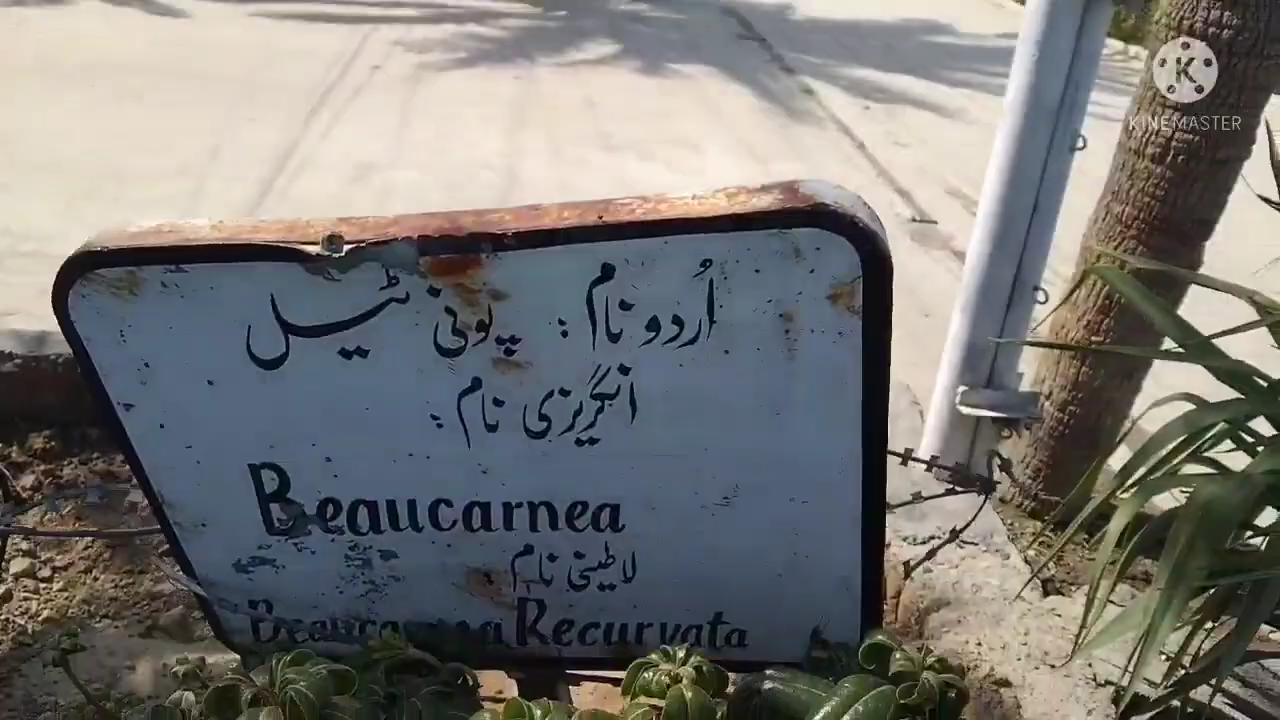 اُردو نام : پونی ٹیل
انگریزی نام :
Beaucarnea
لاطینی نام :
Beaucarnea Recurvata
K
KINEMASTER